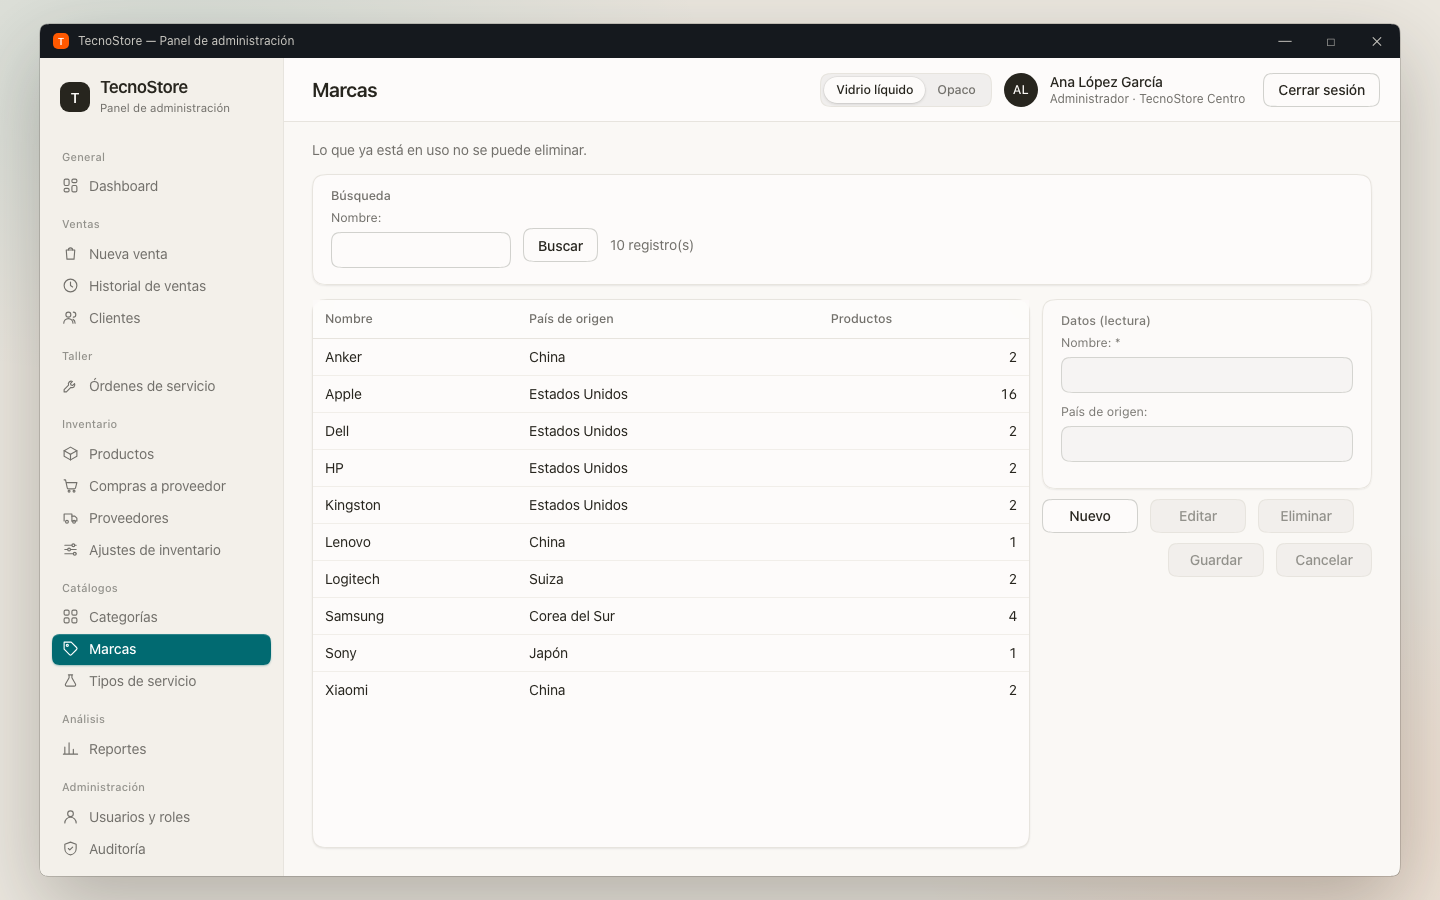 T TecnoStore — Panel de administración
T
TecnoStore
Panel de administración
General
Dashboard
Ventas
Nueva venta
Historial de ventas
Clientes
Taller
Órdenes de servicio
Inventario
Productos
Compras a proveedor
Proveedores
Ajustes de inventario
Catálogos
Categorías
Marcas
Tipos de servicio
Análisis
Reportes
Administración
Usuarios y roles
Auditoría
Marcas
Vidrio líquido Opaco
AL
Ana López García
Administrador · TecnoStore Centro
Cerrar sesión
Lo que ya está en uso no se puede eliminar.
Búsqueda
Nombre:
Buscar 10 registro(s)
Nombre País de origen Productos
Anker China 2
Apple Estados Unidos 16
Dell Estados Unidos 2
HP Estados Unidos 2
Kingston Estados Unidos 2
Lenovo China 1
Logitech Suiza 2
Samsung Corea del Sur 4
Sony Japón 1
Xiaomi China 2
Datos (lectura)
Nombre: *
País de origen:
Nuevo Editar Eliminar
Guardar Cancelar